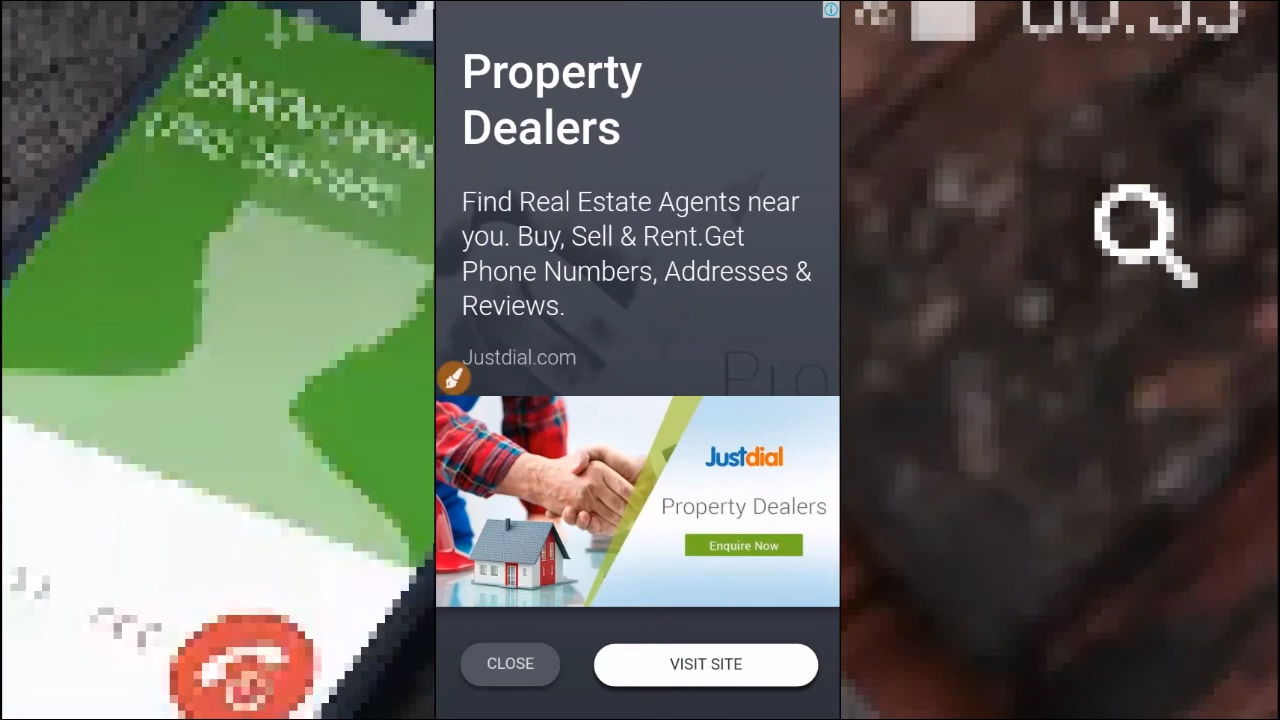 Property
Dealers
Find Real Estate Agents near
you. Buy, Sell & Rent.Get
Phone Numbers, Addresses &
Reviews.
Justdial.com
Pro
Justdial
Property Dealers
Enquire Now
CLOSE
VISIT SITE